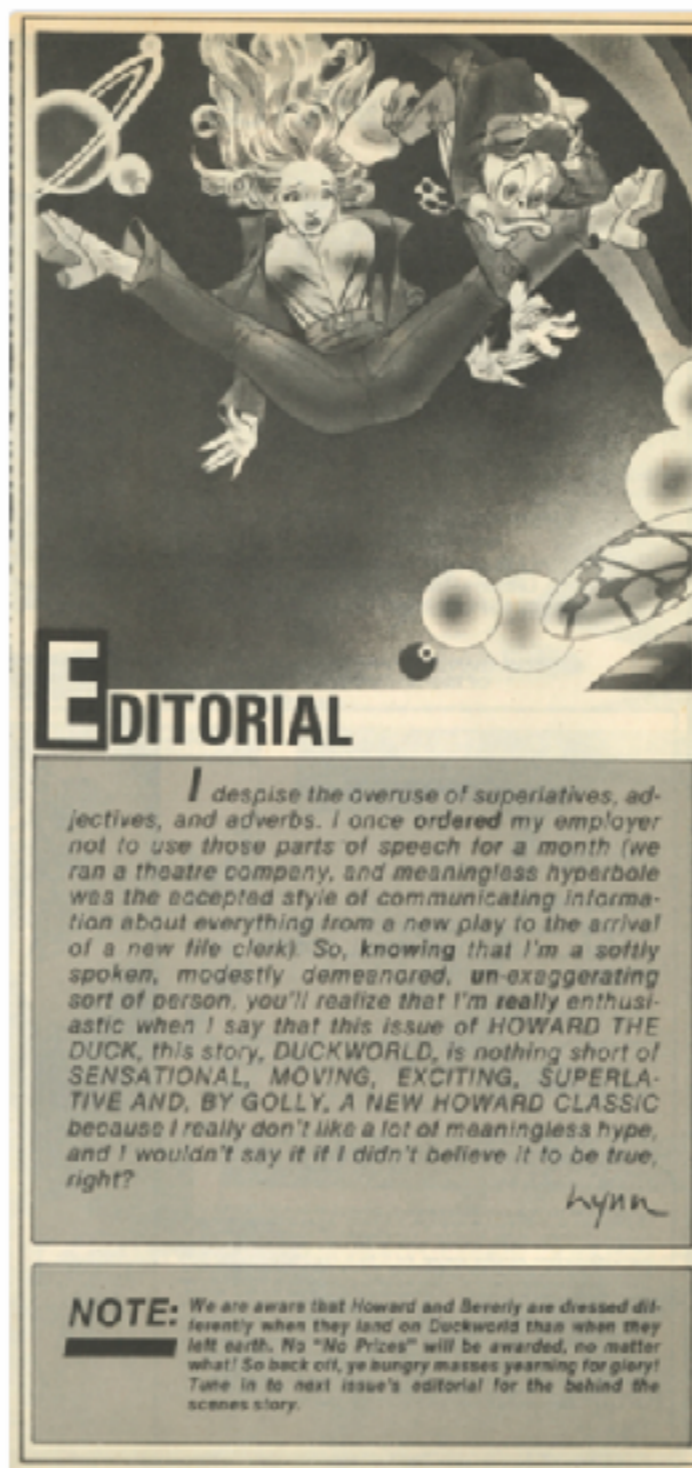 EDITORIAL
I despise the overuse of superlatives, ad-
jectives, and adverbs. I once ordered my employer
not to use those parts of speech for a month (we
ran a theatre company, and meaningless hyperbole
was the accepted style of communicating informa-
tion about everything from a new play to the arrival
of a new file clerk). So, knowing that I'm a softly
spoken, modestly demeanored, un-exaggerating
sort of person, you'll realize that I'm really enthusi-
astic when I say that this issue of HOWARD THE
DUCK, this story, DUCKWORLD, is nothing short of
SENSATIONAL, MOVING, EXCITING, SUPERLA-
TIVE AND, BY GOLLY, A NEW HOWARD CLASSIC
because I really don't like a lot of meaningless hype,
and I wouldn't say it if I didn't believe it to be true,
right?
Lynn
NOTE: We are aware that Howard and Beverly are dressed dif-
ferently when they land on Duckworld than when they
left earth. No "No Prizes" will be awarded, no matter
what! So back off, ye hungry masses yearning for glory!
Tune in to next issue's editorial for the behind the
scenes story.